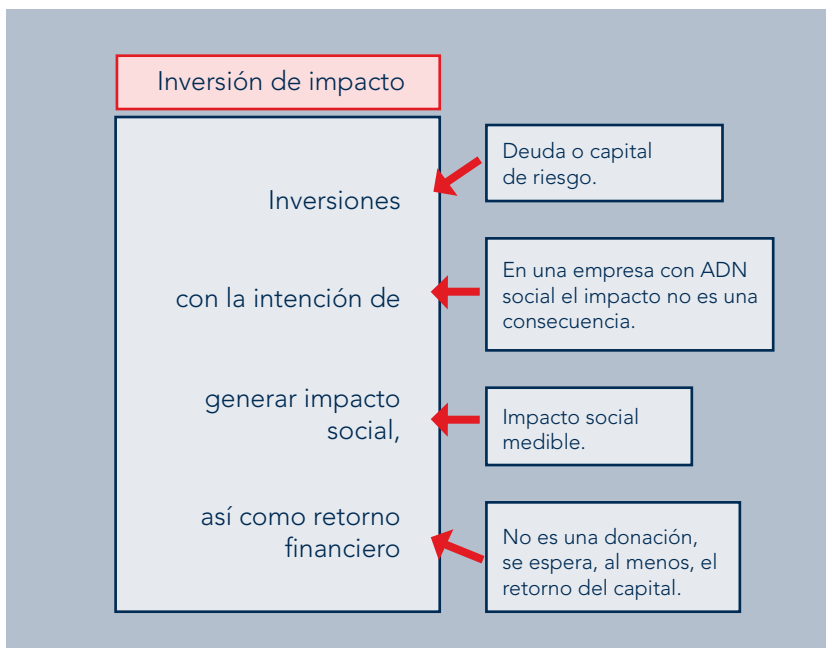 Inversión de impacto
Inversiones
Deuda o capital
de riesgo.
con la intención de
En una empresa con ADN
social el impacto no es una
consecuencia.
generar impacto
social,
Impacto social
medible.
así como retorno
financiero
No es una donación,
se espera, al menos, el
retorno del capital.